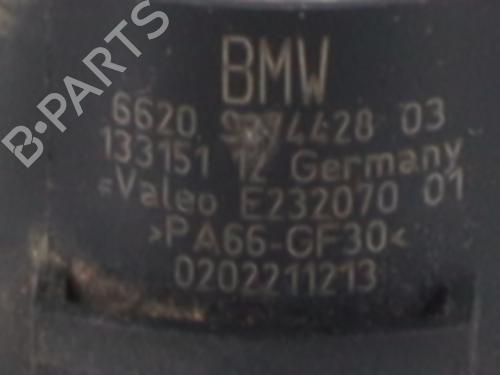 B-PARTS
BMW
6620 9274428 03
133151 12 Germany
Valeo E232070 01
>PA66-GF30<
0202211213